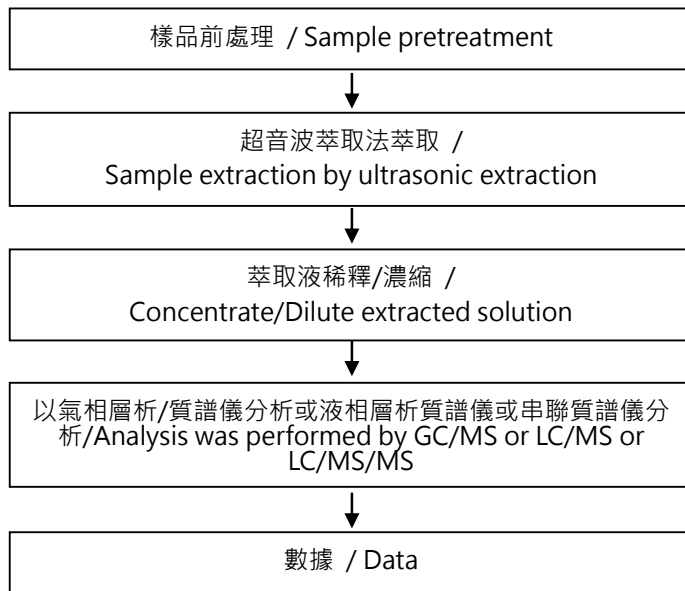 樣品前處理 / Sample pretreatment
超音波萃取法萃取 /
Sample extraction by ultrasonic extraction
萃取液稀釋/濃縮 /
Concentrate/Dilute extracted solution
以氣相層析/質譜儀分析或液相層析質譜儀或串聯質譜儀分
析/Analysis was performed by GC/MS or LC/MS or
LC/MS/MS
數據 / Data